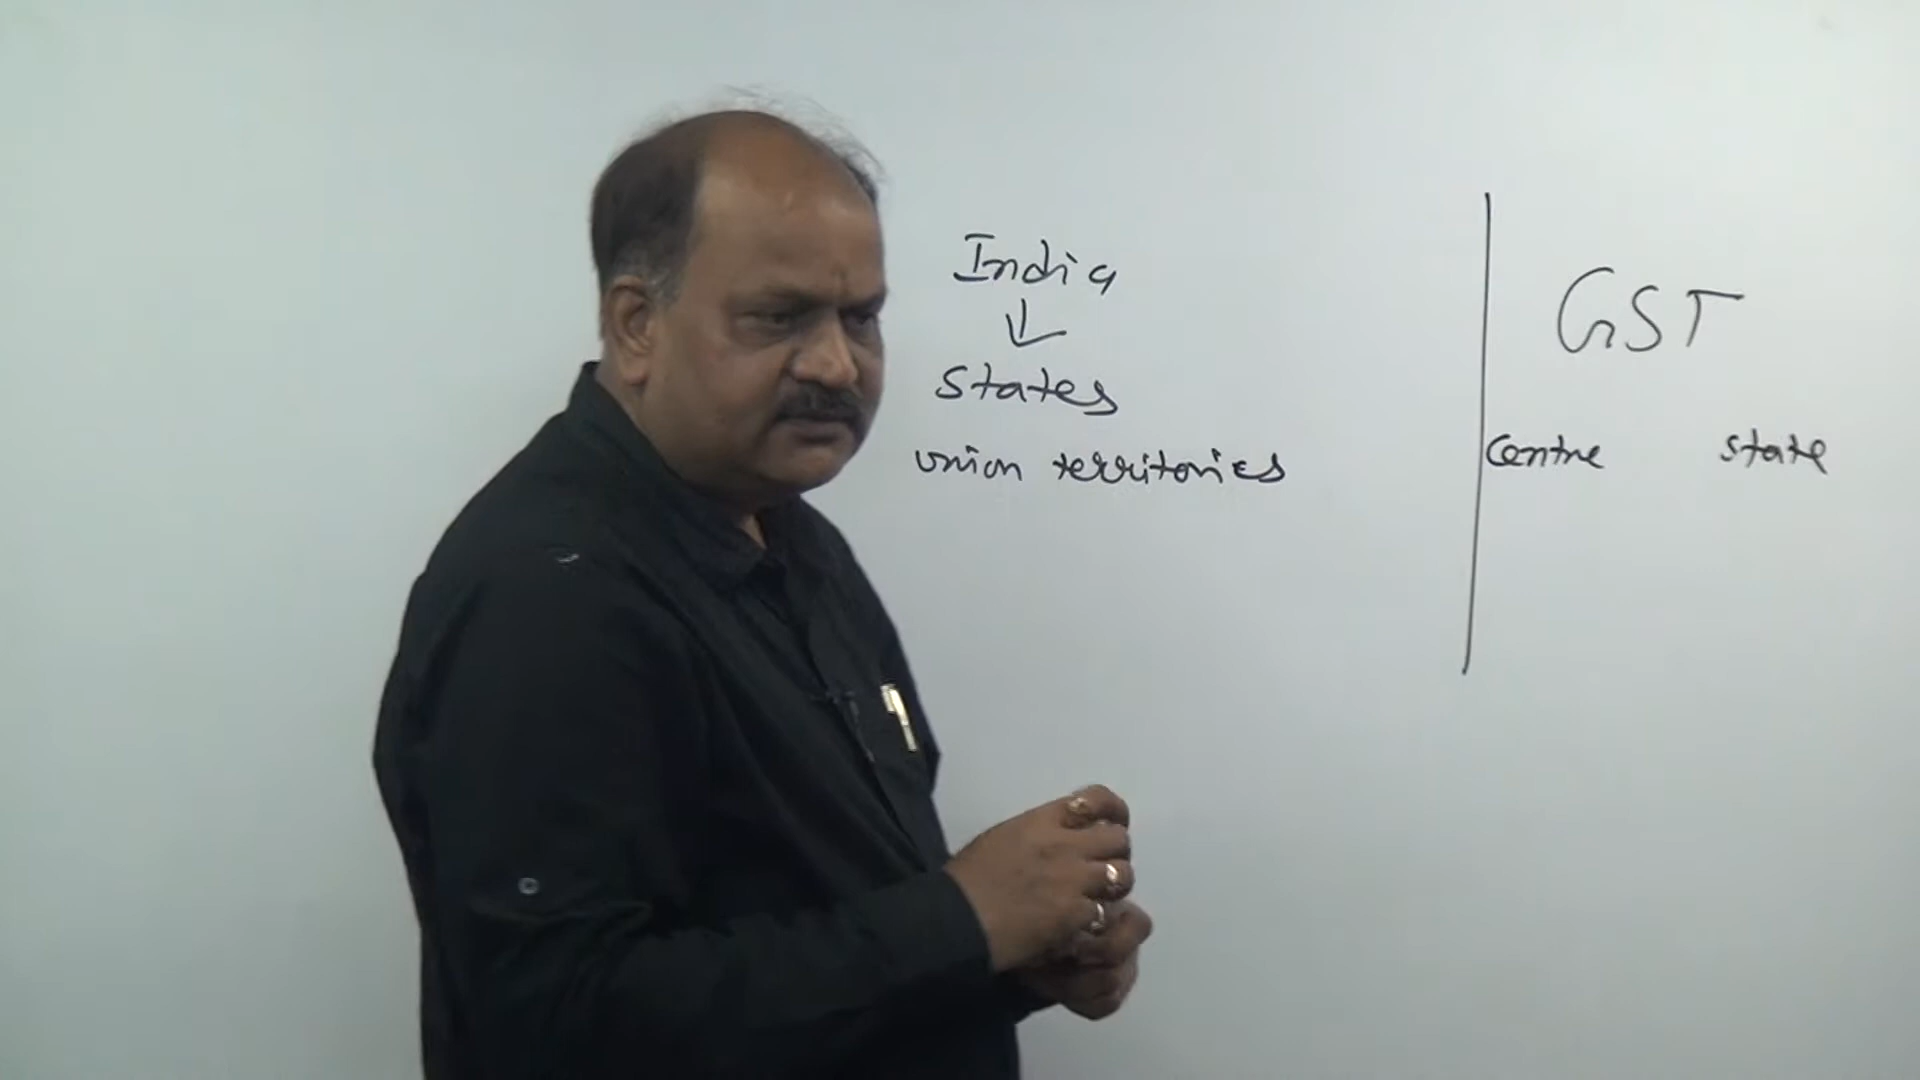 India
↓
States
union territories
GST
Centre state